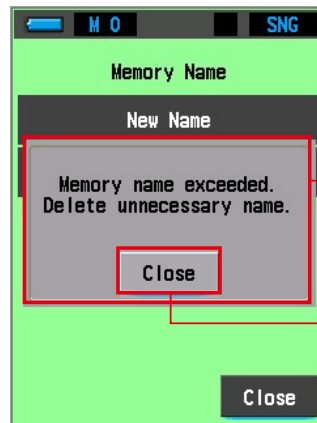 M 0 SNG
Memory Name
New Name
Memory name exceeded.
Delete unnecessary name.
Close
Close